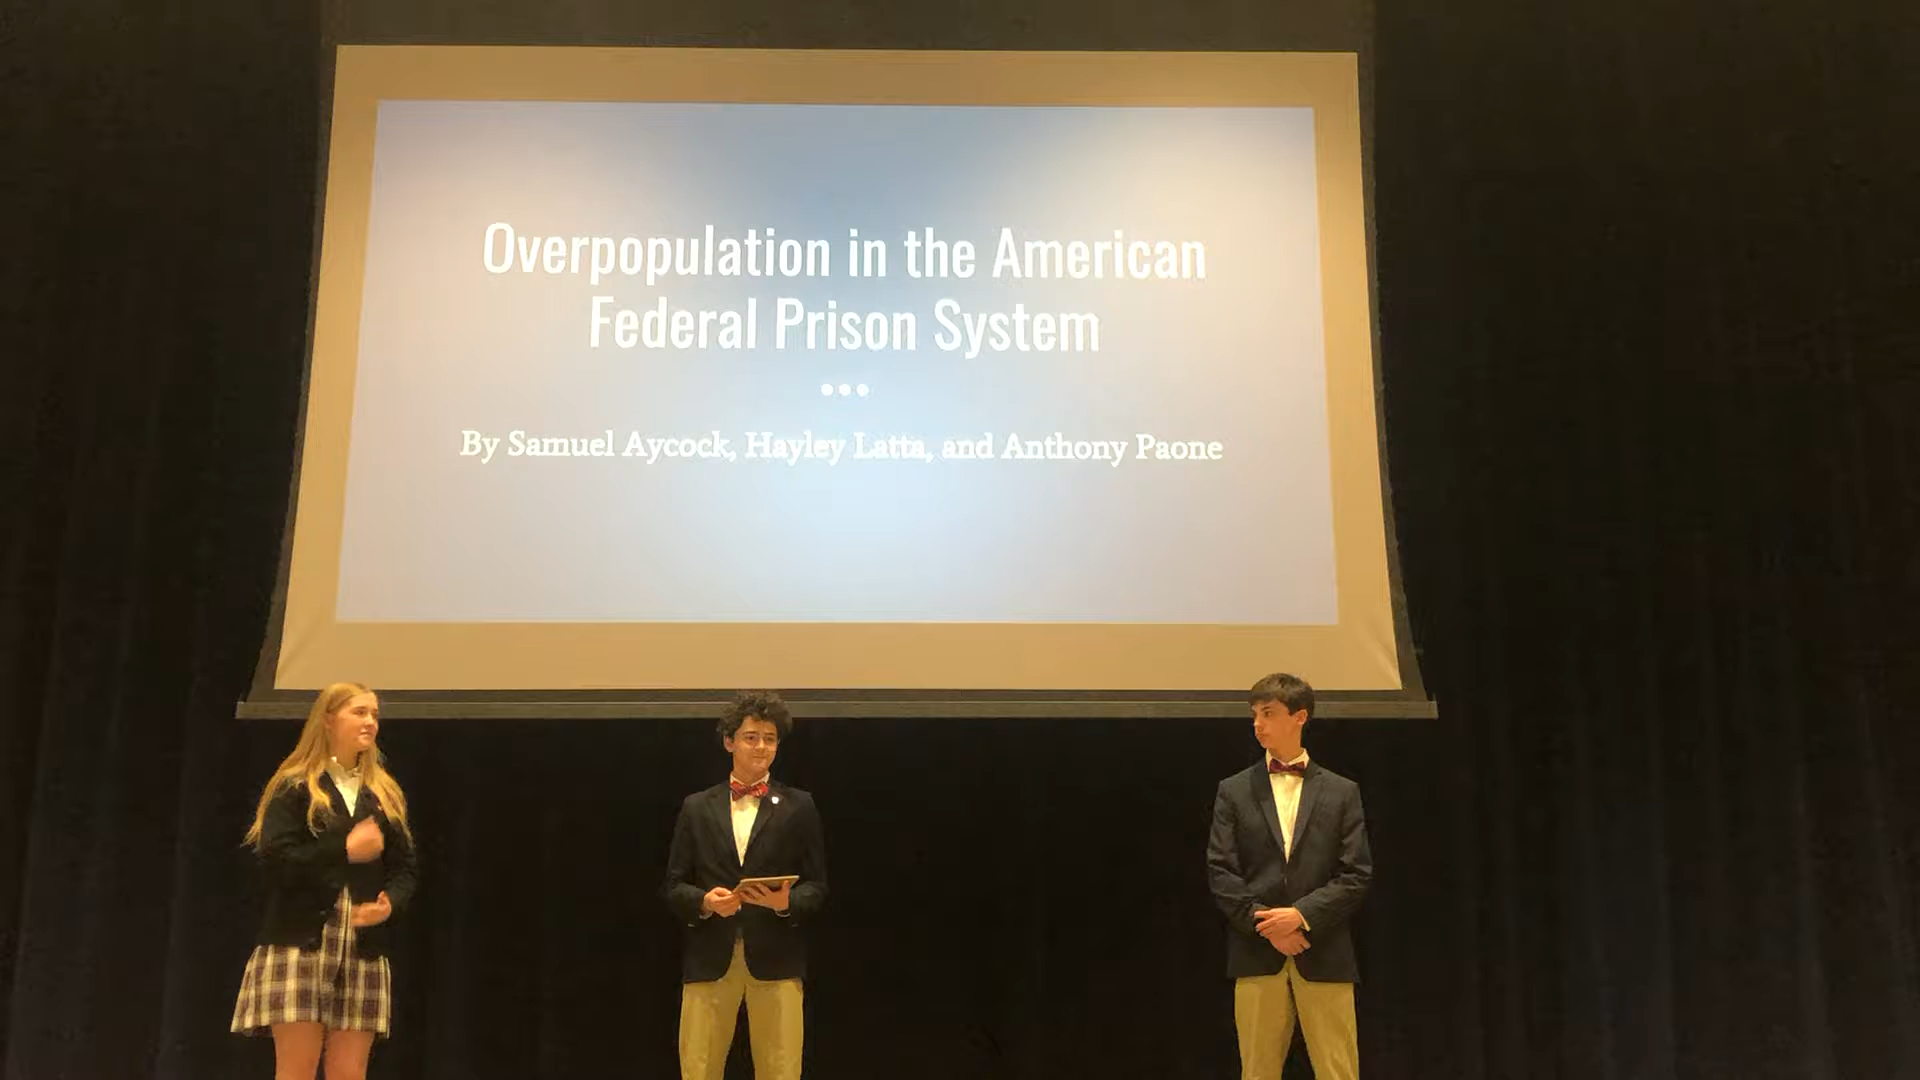 Overpopulation in the American
Federal Prison System
By Samuel Aycock, Hayley Latta, and Anthony Paone